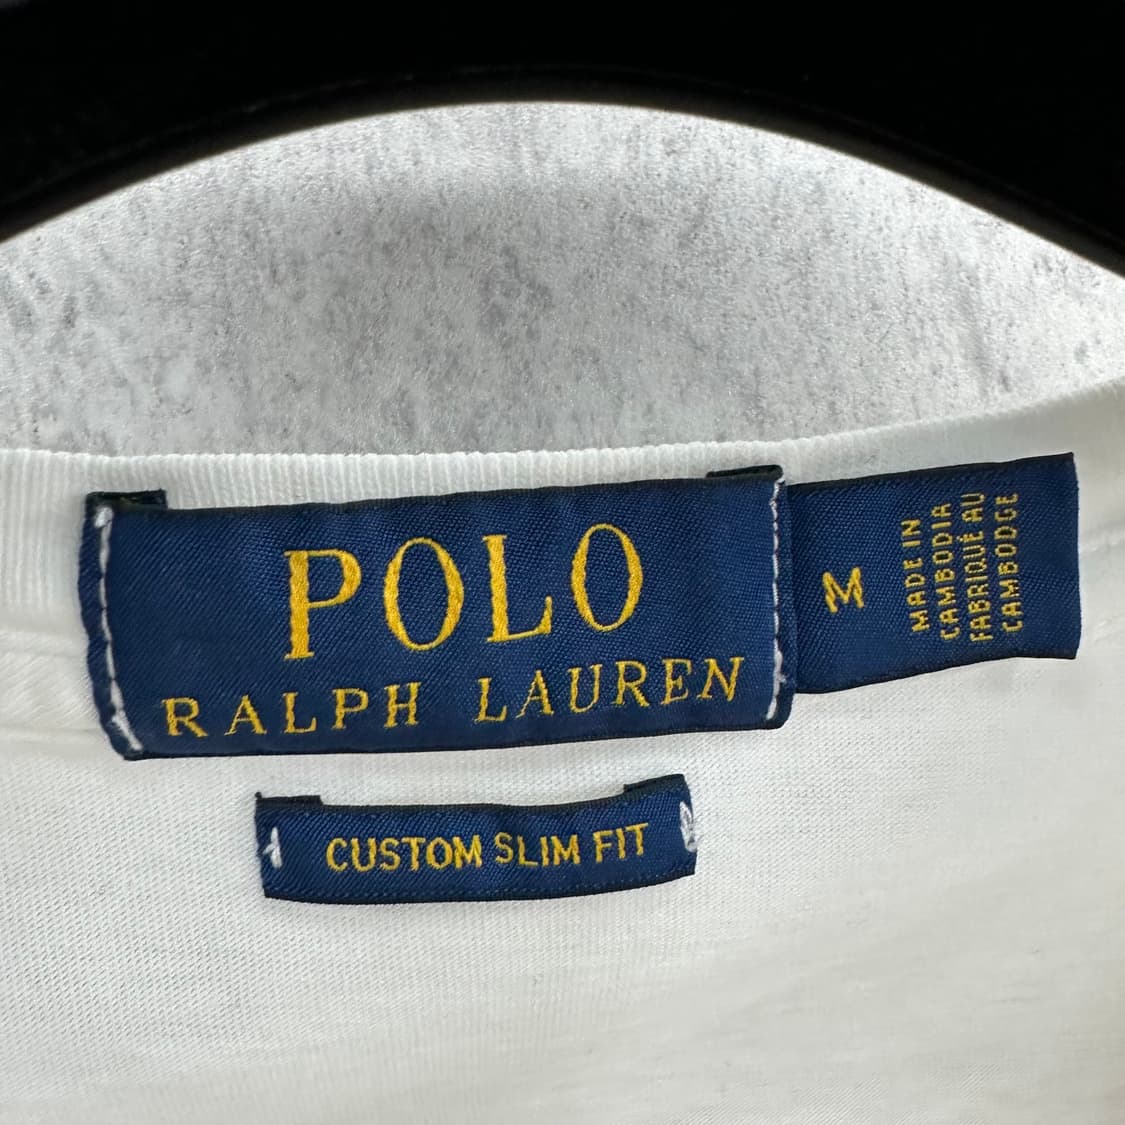 POLO
RALPH LAUREN
M
MADE IN
CAMBODIA
FABRIQUÉ AU
CAMBODGE
CUSTOM SLIM FIT